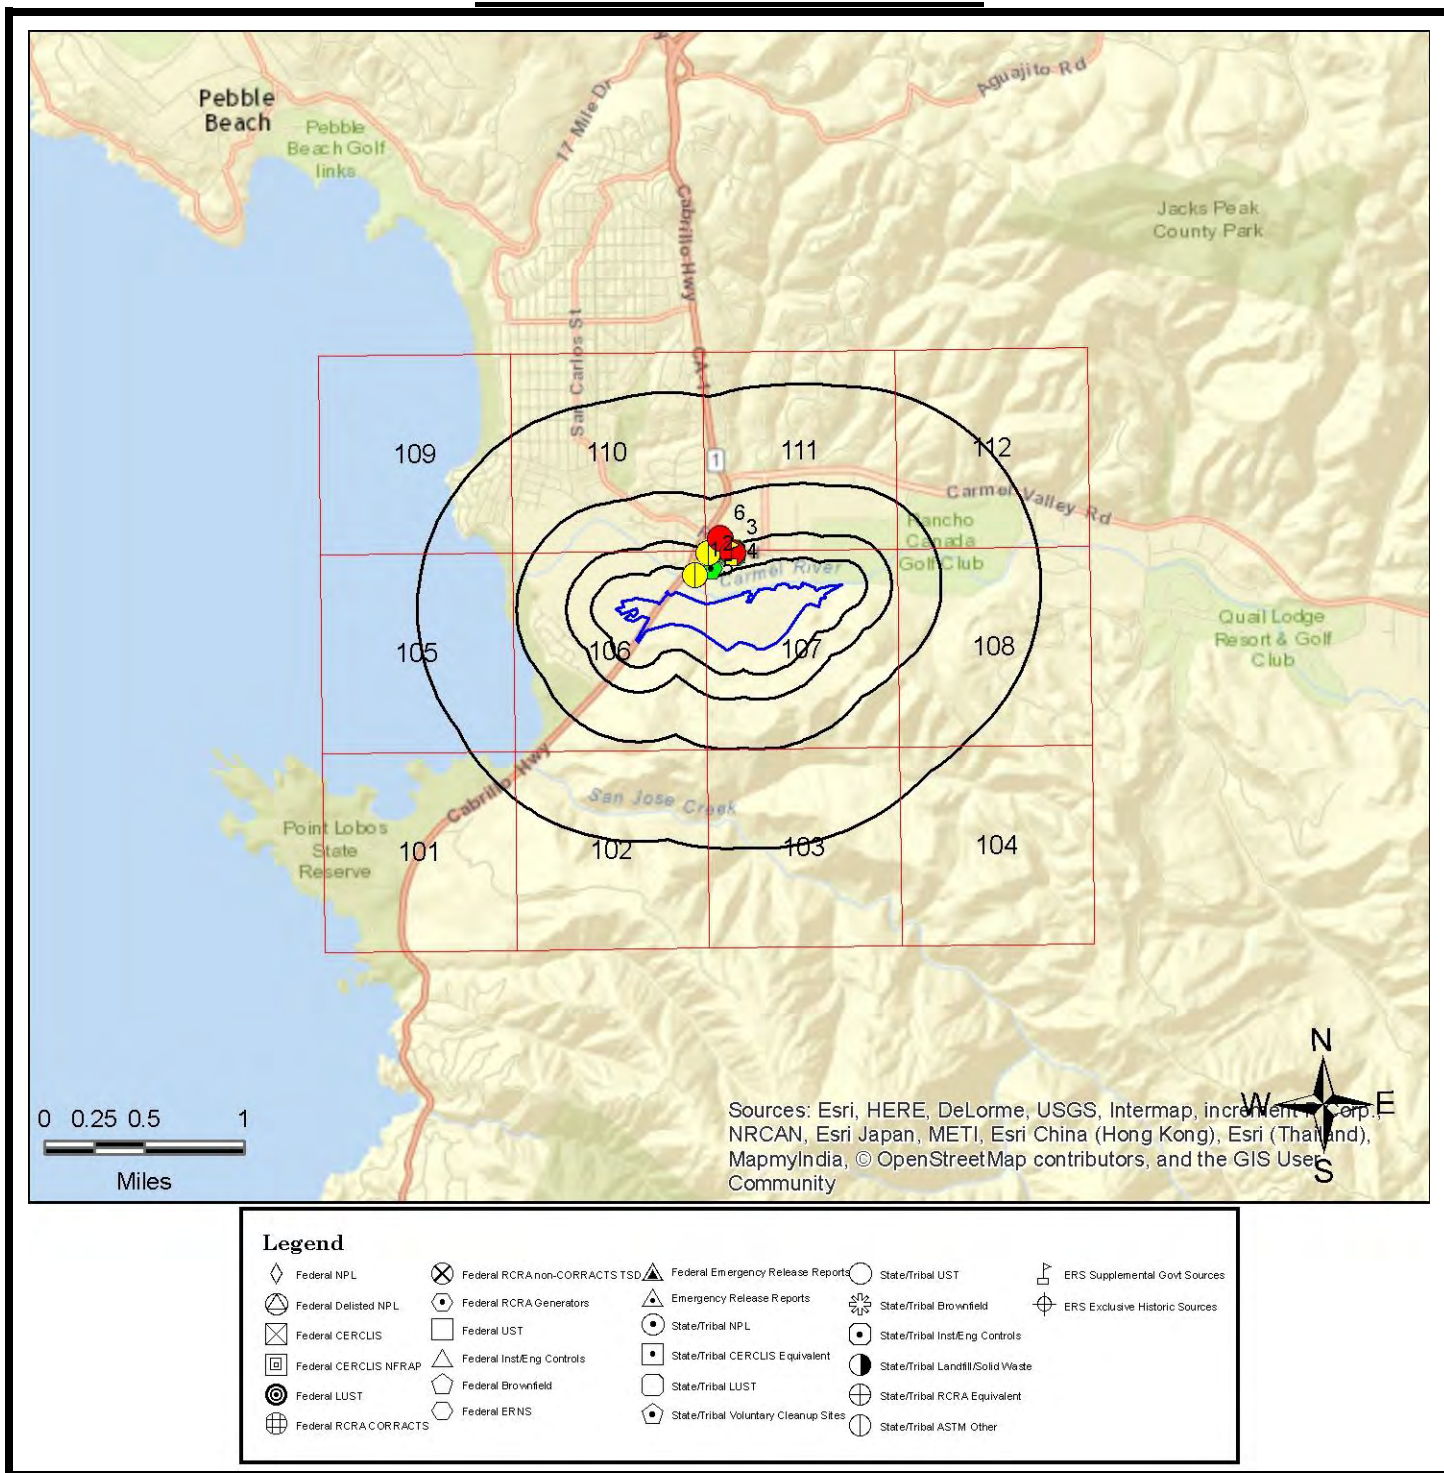 Pebble
Beach
Pebble
Beach Golf
links
17 Mile Dr
Aguajito Rd
Cabrillo Hwy
Jacks Peak
County Park
San Carlos St
CA-1
1
109
110
111
112
Carmel Valley Rd
Rancho
Canada
Golf Club
6
3
1
2
4
5
Carmel River
105
106
107
108
Quail Lodge
Resort & Golf
Club
Cabrillo Hwy
San Jose Creek
Point Lobos
State
Reserve
101
102
103
104
N
W
E
S
0 0.25 0.5 1
Miles
Sources: Esri, HERE, DeLorme, USGS, Intermap, increment P Corp.,
NRCAN, Esri Japan, METI, Esri China (Hong Kong), Esri (Thailand),
MapmyIndia, © OpenStreetMap contributors, and the GIS User
Community
Legend
Federal NPL
Federal Delisted NPL
Federal CERCLIS
Federal CERCLIS NFRAP
Federal LUST
Federal RCRA CORRACTS
Federal RCRA non-CORRACTS TSD
Federal RCRA Generators
Federal UST
Federal Inst/Eng Controls
Federal Brownfield
Federal ERNS
Federal Emergency Release Reports
Emergency Release Reports
State/Tribal NPL
State/Tribal CERCLIS Equivalent
State/Tribal LUST
State/Tribal Voluntary Cleanup Sites
State/Tribal UST
State/Tribal Brownfield
State/Tribal Inst/Eng Controls
State/Tribal Landfill/Solid Waste
State/Tribal RCRA Equivalent
State/Tribal ASTM Other
ERS Supplemental Govt Sources
ERS Exclusive Historic Sources